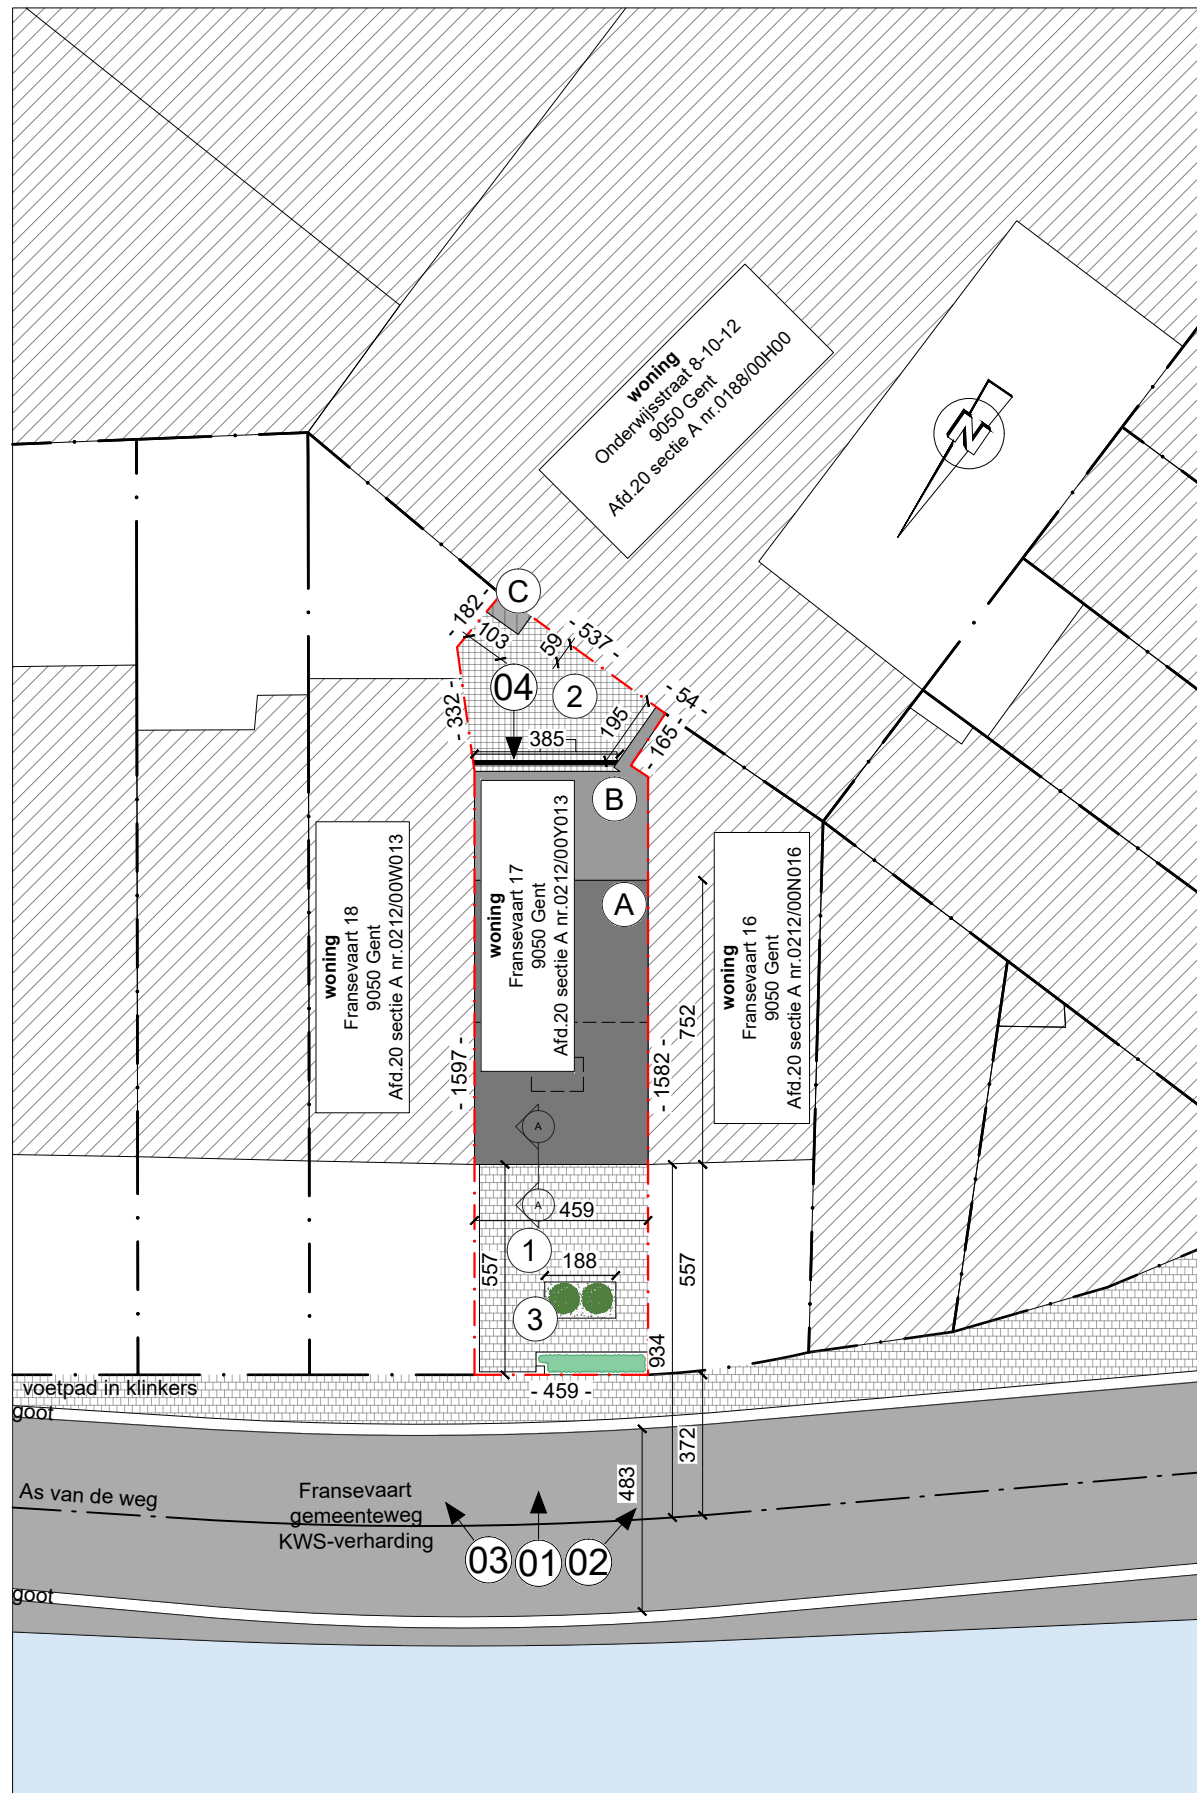 woning
Onderwijsstraat 8-10-12
9050 Gent
Afd.20 sectie A nr.0188/00H00
N
C
- 182 -
103
59
- 537 -
04
2
- 54 -
- 332 -
195
- 165 -
385
B
woning
Fransevaart 18
9050 Gent
Afd.20 sectie A nr.0212/00W013
woning
Fransevaart 17
9050 Gent
Afd.20 sectie A nr.0212/00Y013
A
woning
Fransevaart 16
9050 Gent
Afd.20 sectie A nr.0212/00N016
752
- 1597 -
- 1582 -
A
A
459
1
188
557
557
3
934
- 459 -
voetpad in klinkers
goot
372
483
As van de weg
Fransevaart
gemeenteweg
KWS-verharding
03
01
02
goot